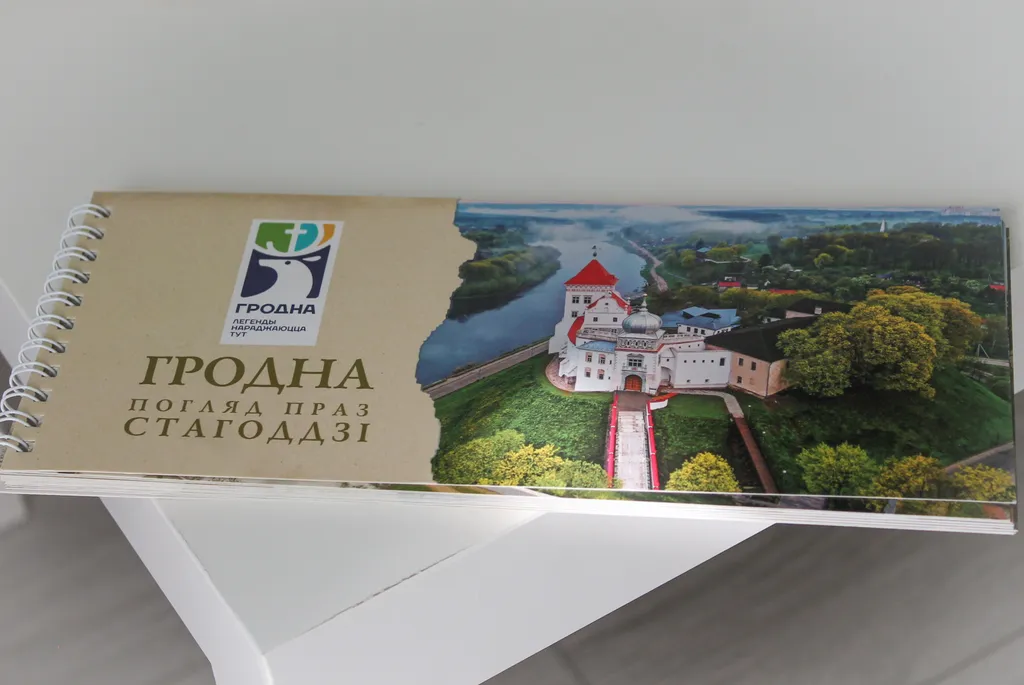 ГРОДНА
ЛЕГЕНДЫ
НАРАДЖАЮЦЦА
ТУТ
ГРОДНА
ПОГЛЯД ПРАЗ
СТАГОДДЗІ